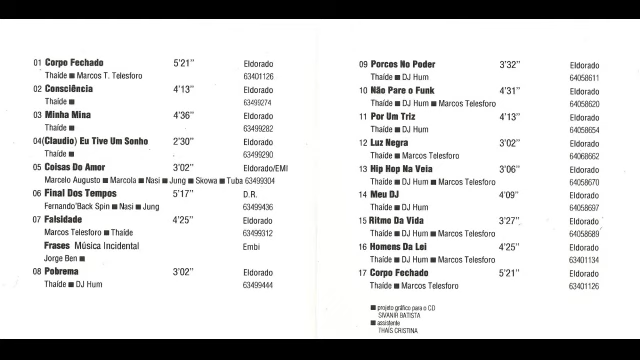 01 Corpo Fechado 5'21" Eldorado
Thaíde ■ Marcos T. Telesforo 63401126
02 Consciência 4'13" Eldorado
Thaíde ■ 63499274
03 Minha Mina 4'36" Eldorado
Thaíde ■ 63499282
04(Claudio) Eu Tive Um Sonho 2'30" Eldorado
Thaíde ■ 63499290
05 Coisas Do Amor 3'02" Eldorado/EMI
Marcelo Augusto ■ Marcola ■ Nasi ■ Jung ■ Skowa ■ Tuba 63499304
06 Final Dos Tempos 5'17" D.R.
Fernando'Back Spin ■ Nasi ■ Jung 63499436
07 Falsidade 4'25" Eldorado
Marcos Telesforo ■ Thaíde 63499312
Frases Música Incidental Embi
Jorge Ben ■
08 Pobrema 3'02" Eldorado
Thaíde ■ DJ Hum 63499444
09 Porcos No Poder 3'32" Eldorado
Thaíde ■ DJ Hum 64058611
10 Não Pare o Funk 4'31" Eldorado
Thaíde ■ DJ Hum ■ Marcos Telesforo 64058620
11 Por Um Triz 4'13" Eldorado
Thaíde ■ DJ Hum 64058654
12 Luz Negra 3'02" Eldorado
Thaíde ■ Marcos Telesforo 64068662
13 Hip Hop Na Veia 3'06" Eldorado
Thaíde ■ DJ Hum ■ Marcos Telesforo 64058670
14 Meu DJ 4'09" Eldorado
Thaíde ■ DJ Hum 64058697
15 Ritmo Da Vida 3'27" Eldorado
Thaíde ■ DJ Hum ■ Marcos Telesforo 64058689
16 Homens Da Lei 4'25" Eldorado
Thaíde ■ DJ Hum ■ Marcos Telesforo 63401134
17 Corpo Fechado 5'21" Eldorado
Thaíde ■ Marcos Telesforo 63401126
■ projeto gráfico para o CD
SIVANIR BATISTA
■ assistente
THAÍS CRISTINA